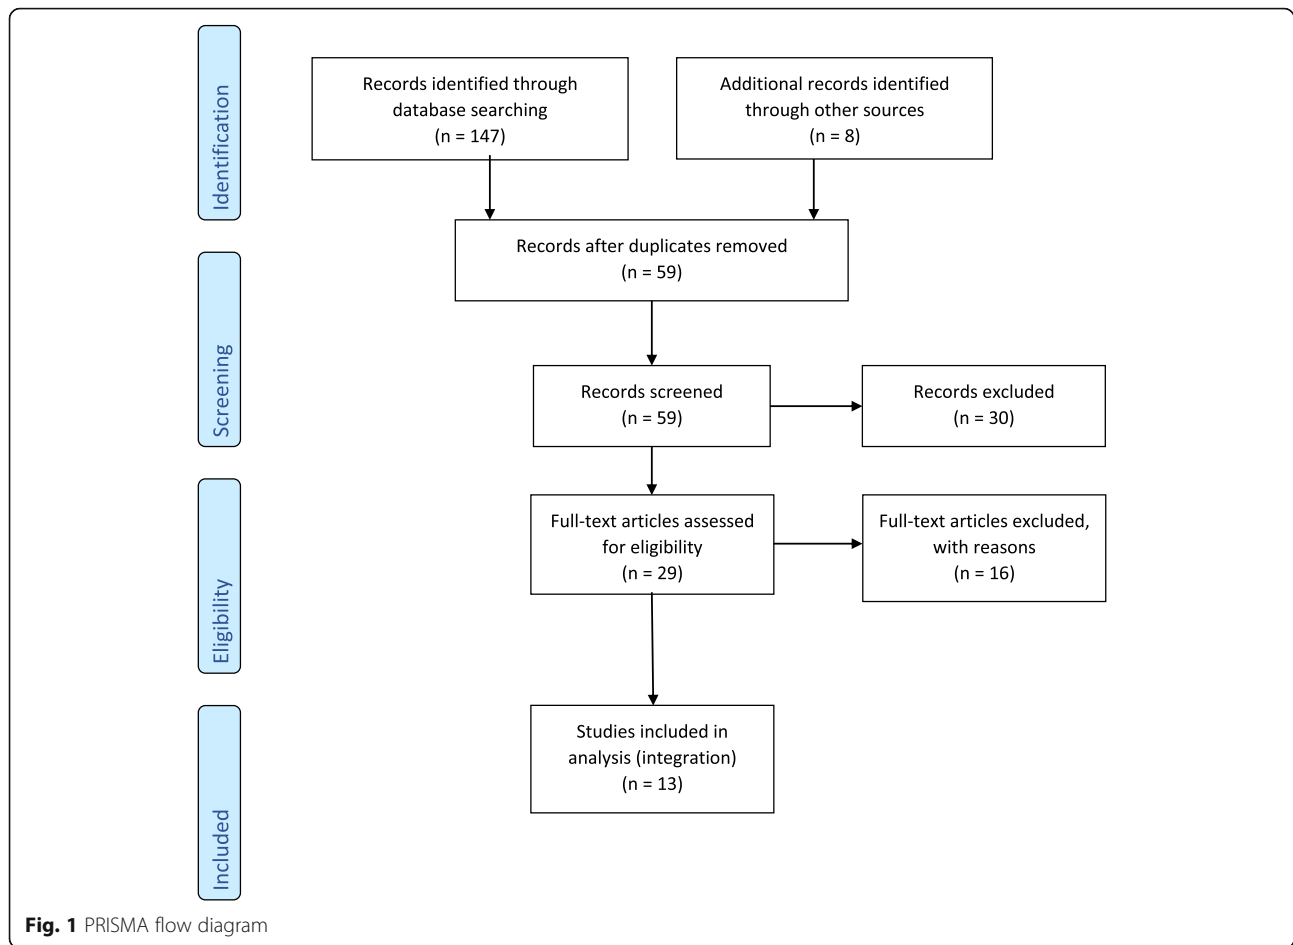 Identification
Records identified through
database searching
(n = 147)
Additional records identified
through other sources
(n = 8)
Records after duplicates removed
(n = 59)
Screening
Records screened
(n = 59)
Records excluded
(n = 30)
Eligibility
Full-text articles assessed
for eligibility
(n = 29)
Full-text articles excluded,
with reasons
(n = 16)
Included
Studies included in
analysis (integration)
(n = 13)
Fig. 1 PRISMA flow diagram